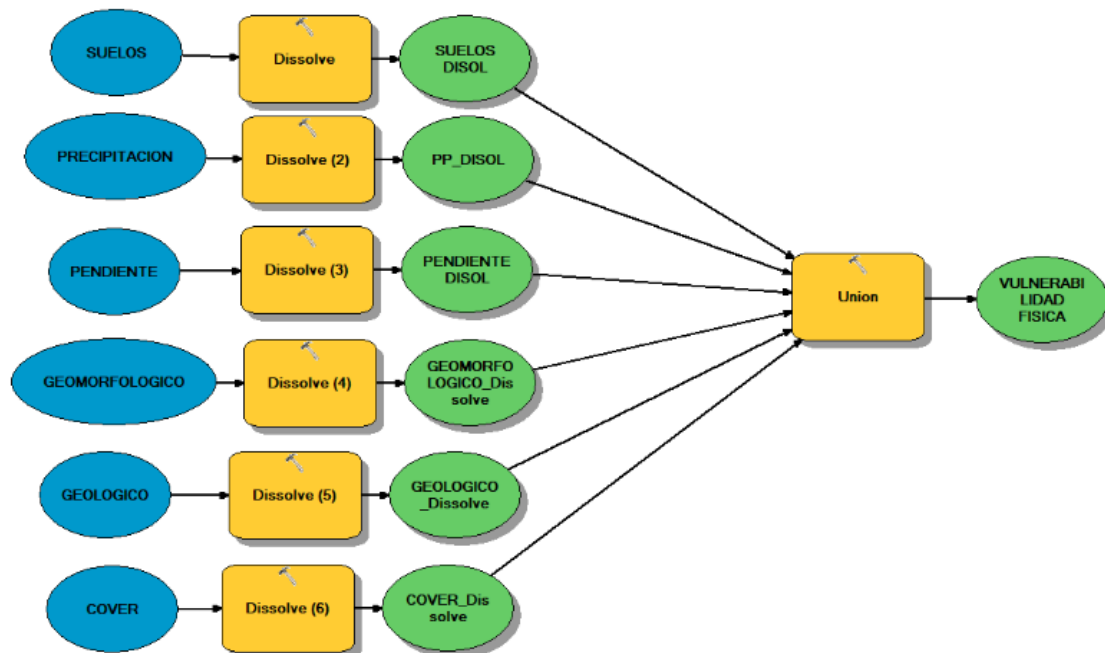 SUELOS
Dissolve
SUELOS
DISOL
PRECIPITACION
Dissolve (2)
PP_DISOL
PENDIENTE
Dissolve (3)
PENDIENTE
DISOL
GEOMORFOLOGICO
Dissolve (4)
GEOMORFO
LOGICO_Dis
solve
GEOLOGICO
Dissolve (5)
GEOLOGICO
_Dissolve
COVER
Dissolve (6)
COVER_Dis
solve
Union
VULNERABI
LIDAD
FISICA